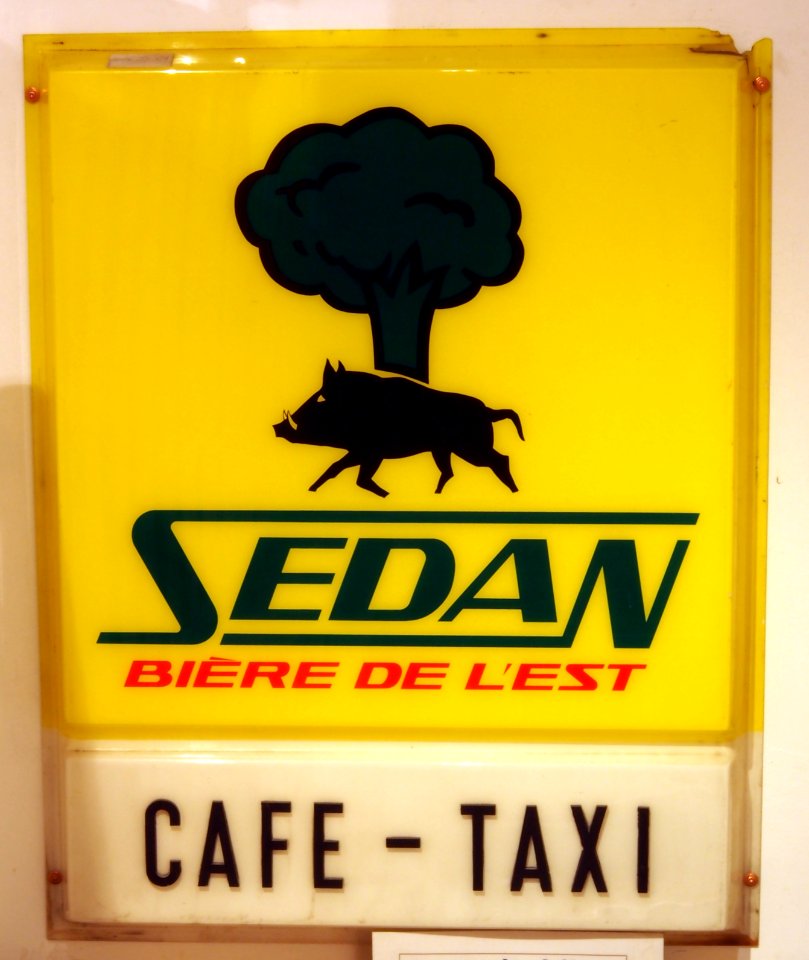 SEDAN
BIÈRE DE L'EST
CAFE - TAXI